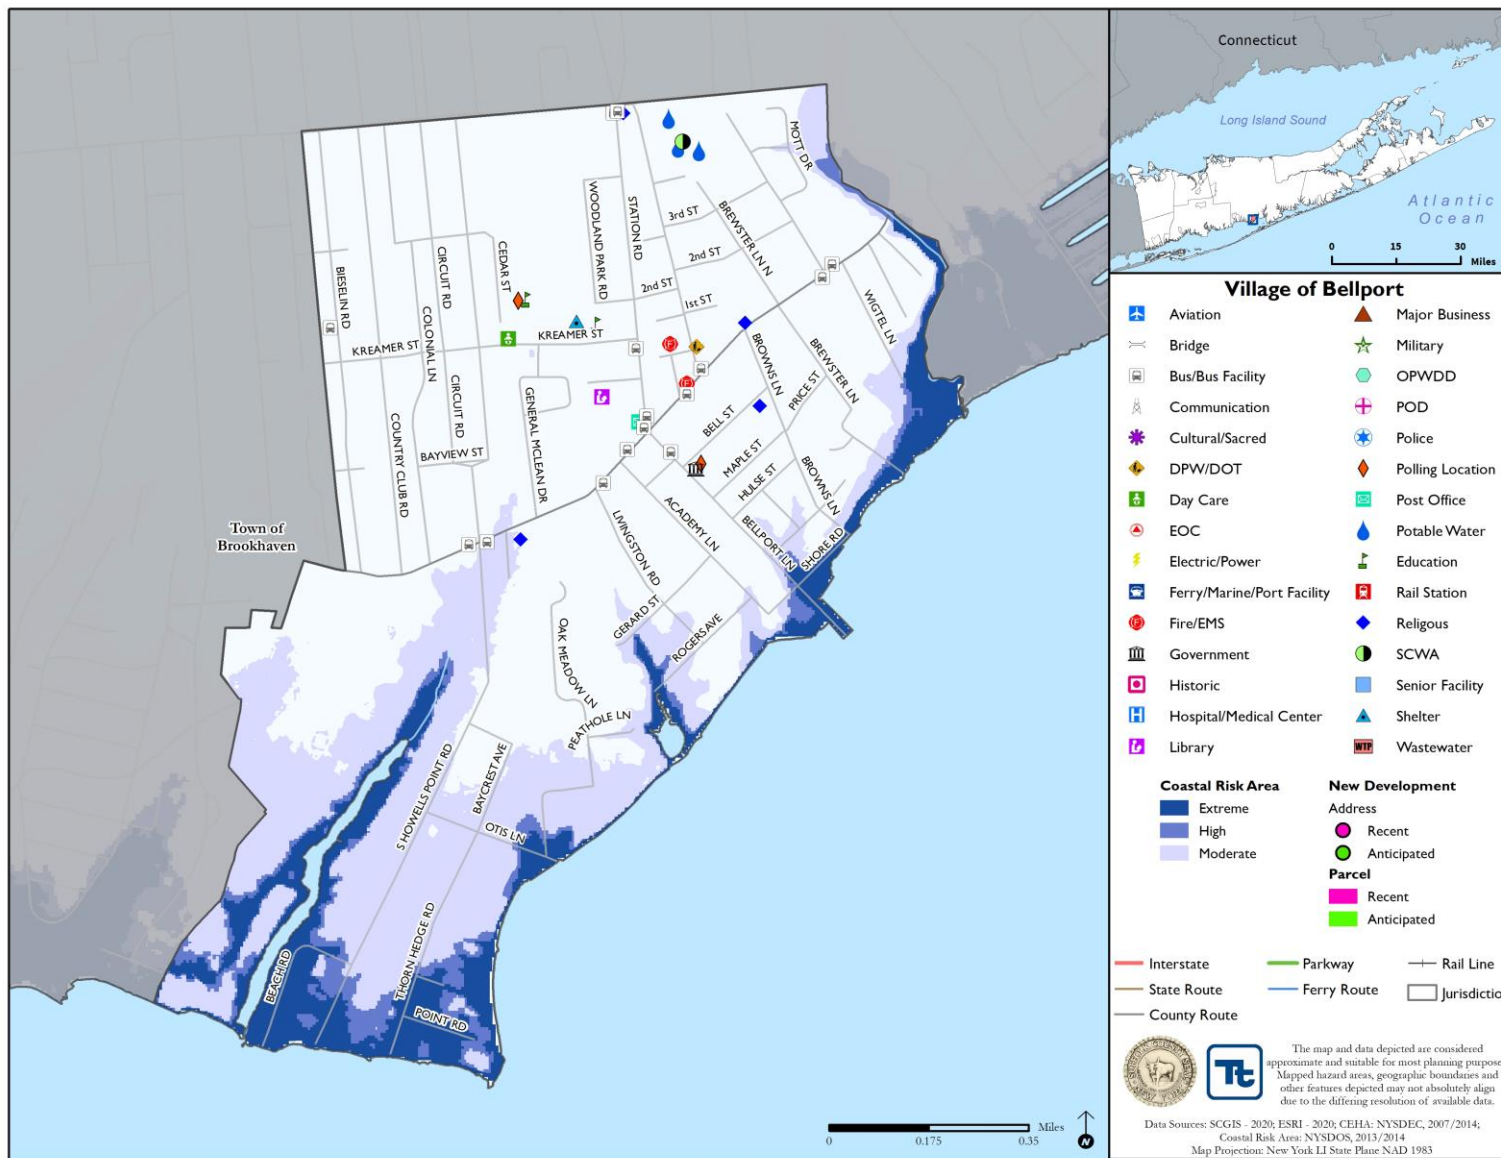 MOTT DR
WOODLAND PARK RD
STATION RD
3rd ST
BREWSTER LN N
2nd ST
2nd ST
1st ST
CEDAR ST
CIRCUIT RD
BIESELIN RD
COLONIAL LN
KREAMER ST
KREAMER ST
WIGTEL LN
BROWNS LN
BREWSTER LN
PRICE ST
CIRCUIT RD
GENERAL MCLEAN DR
COUNTRY CLUB RD
BAYVIEW ST
BELL ST
MAPLE ST
HULSE ST
BROWNS LN
ACADEMY LN
LIVINGSTON RD
BELLPORT LN
SHORE RD
Town of
Brookhaven
GERARD ST
ROGERS AVE
OAK MEADOW LN
PEATHOLE LN
S HOWELLS POINT RD
BAYCREST AVE
OTIS LN
THORN HEDGE RD
BEACH RD
POINT RD
Miles
0 0.175 0.35
N
Connecticut
Long Island Sound
Atlantic
Ocean
0 15 30
Miles
Village of Bellport
Aviation
Bridge
Bus/Bus Facility
Communication
Cultural/Sacred
DPW/DOT
Day Care
EOC
Electric/Power
Ferry/Marine/Port Facility
Fire/EMS
Government
Historic
Hospital/Medical Center
Library
Major Business
Military
OPWDD
POD
Police
Polling Location
Post Office
Potable Water
Education
Rail Station
Religous
SCWA
Senior Facility
Shelter
WTP Wastewater
Coastal Risk Area
Extreme
High
Moderate
New Development
Address
Recent
Anticipated
Parcel
Recent
Anticipated
Interstate
State Route
County Route
Parkway
Ferry Route
Rail Line
Jurisdictio
Tt
The map and data depicted are considered
approximate and suitable for most planning purpose
Mapped hazard areas, geographic boundaries and
other features depicted may not absolutely align
due to the differing resolution of available data.
Data Sources: SCGIS - 2020; ESRI - 2020; CEHA: NYSDEC, 2007/2014;
Coastal Risk Area: NYSDOS, 2013/2014
Map Projection: New York LI State Plane NAD 1983